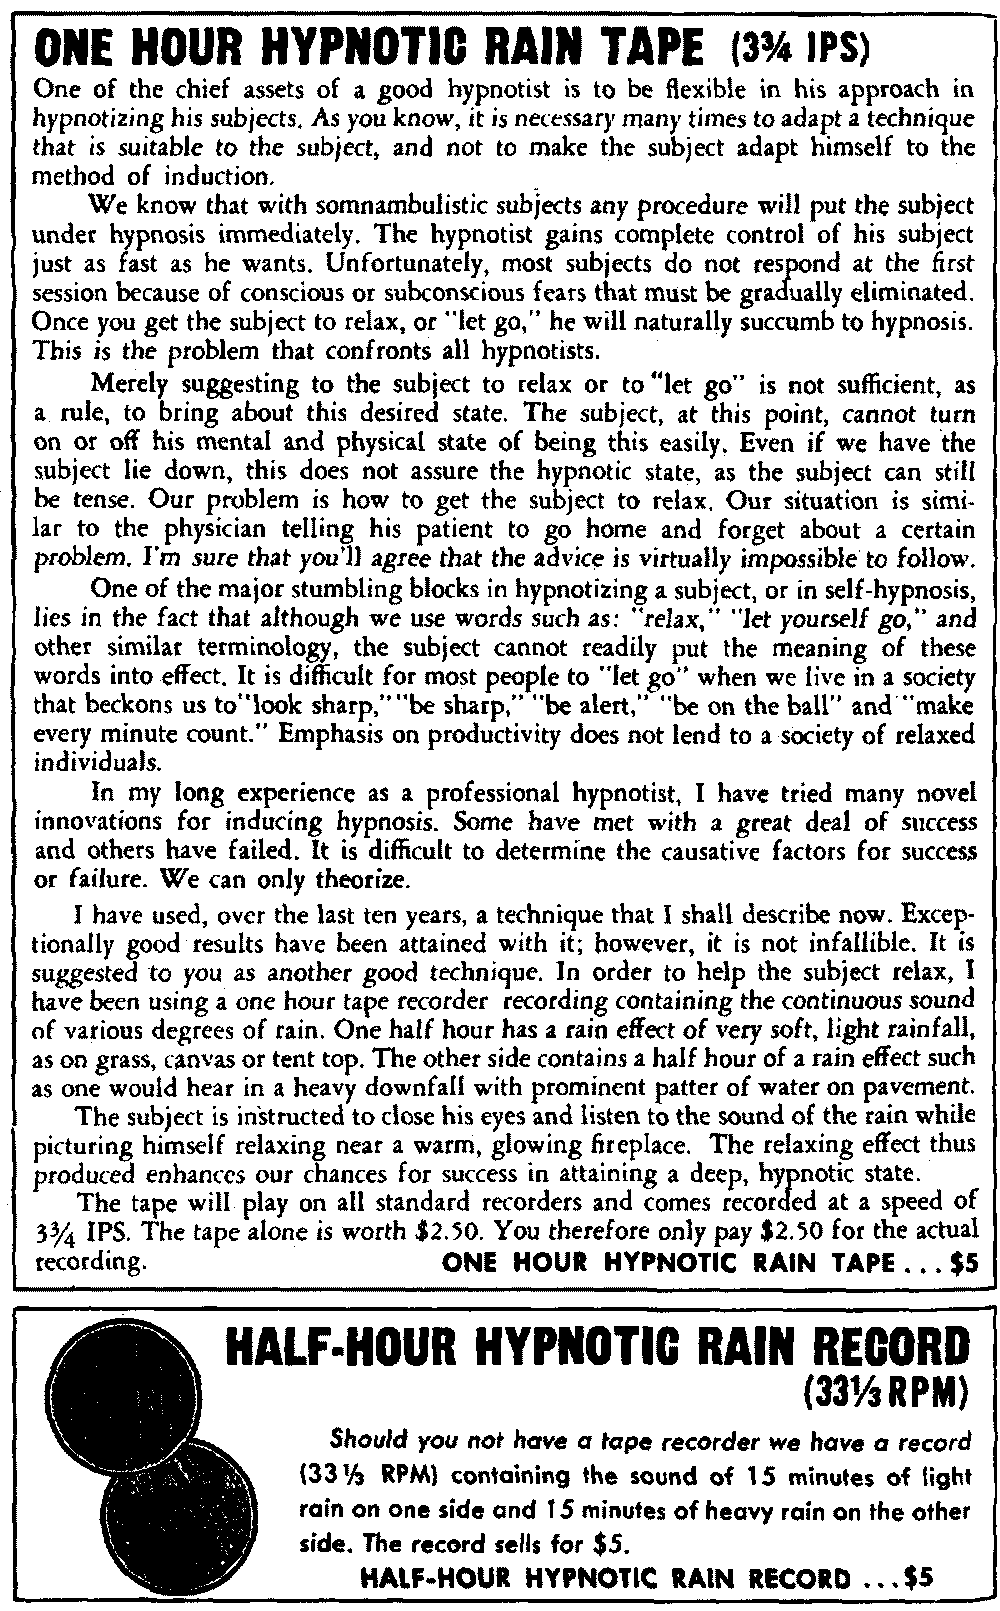 ONE HOUR HYPNOTIC RAIN TAPE (3¾ IPS)
One of the chief assets of a good hypnotist is to be flexible in his approach in
hypnotizing his subjects. As you know, it is necessary many times to adapt a technique
that is suitable to the subject, and not to make the subject adapt himself to the
method of induction.
We know that with somnambulistic subjects any procedure will put the subject
under hypnosis immediately. The hypnotist gains complete control of his subject
just as fast as he wants. Unfortunately, most subjects do not respond at the first
session because of conscious or subconscious fears that must be gradually eliminated.
Once you get the subject to relax, or "let go," he will naturally succumb to hypnosis.
This is the problem that confronts all hypnotists.
Merely suggesting to the subject to relax or to "let go" is not sufficient, as
a rule, to bring about this desired state. The subject, at this point, cannot turn
on or off his mental and physical state of being this easily. Even if we have the
subject lie down, this does not assure the hypnotic state, as the subject can still
be tense. Our problem is how to get the subject to relax. Our situation is simi-
lar to the physician telling his patient to go home and forget about a certain
problem. I'm sure that you'll agree that the advice is virtually impossible to follow.
One of the major stumbling blocks in hypnotizing a subject, or in self-hypnosis,
lies in the fact that although we use words such as: "relax," "let yourself go," and
other similar terminology, the subject cannot readily put the meaning of these
words into effect. It is difficult for most people to "let go" when we live in a society
that beckons us to "look sharp," "be sharp," "be alert," "be on the ball" and "make
every minute count." Emphasis on productivity does not lend to a society of relaxed
individuals.
In my long experience as a professional hypnotist, I have tried many novel
innovations for inducing hypnosis. Some have met with a great deal of success
and others have failed. It is difficult to determine the causative factors for success
or failure. We can only theorize.
I have used, over the last ten years, a technique that I shall describe now. Excep-
tionally good results have been attained with it; however, it is not infallible. It is
suggested to you as another good technique. In order to help the subject relax, I
have been using a one hour tape recorder recording containing the continuous sound
of various degrees of rain. One half hour has a rain effect of very soft, light rainfall,
as on grass, canvas or tent top. The other side contains a half hour of a rain effect such
as one would hear in a heavy downfall with prominent patter of water on pavement.
The subject is instructed to close his eyes and listen to the sound of the rain while
picturing himself relaxing near a warm, glowing fireplace. The relaxing effect thus
produced enhances our chances for success in attaining a deep, hypnotic state.
The tape will play on all standard recorders and comes recorded at a speed of
3¾ IPS. The tape alone is worth $2.50. You therefore only pay $2.50 for the actual
recording. ONE HOUR HYPNOTIC RAIN TAPE . . . $5
HALF-HOUR HYPNOTIC RAIN RECORD
(33⅓ RPM)
Should you not have a tape recorder we have a record
(33⅓ RPM) containing the sound of 15 minutes of light
rain on one side and 15 minutes of heavy rain on the other
side. The record sells for $5.
HALF-HOUR HYPNOTIC RAIN RECORD . . . $5